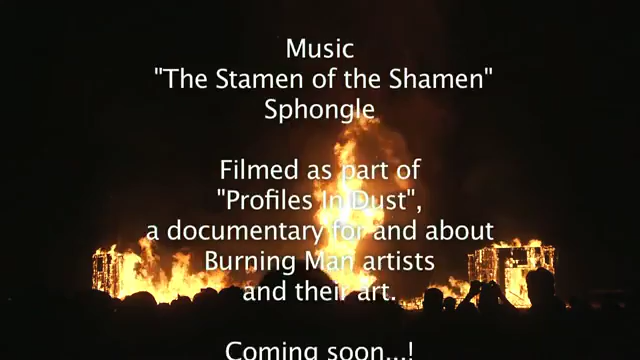 Music
"The Stamen of the Shamen"
Sphongle
Filmed as part of
"Profiles In Dust",
a documentary for and about
Burning Man artists
and their art.
Coming soon...!